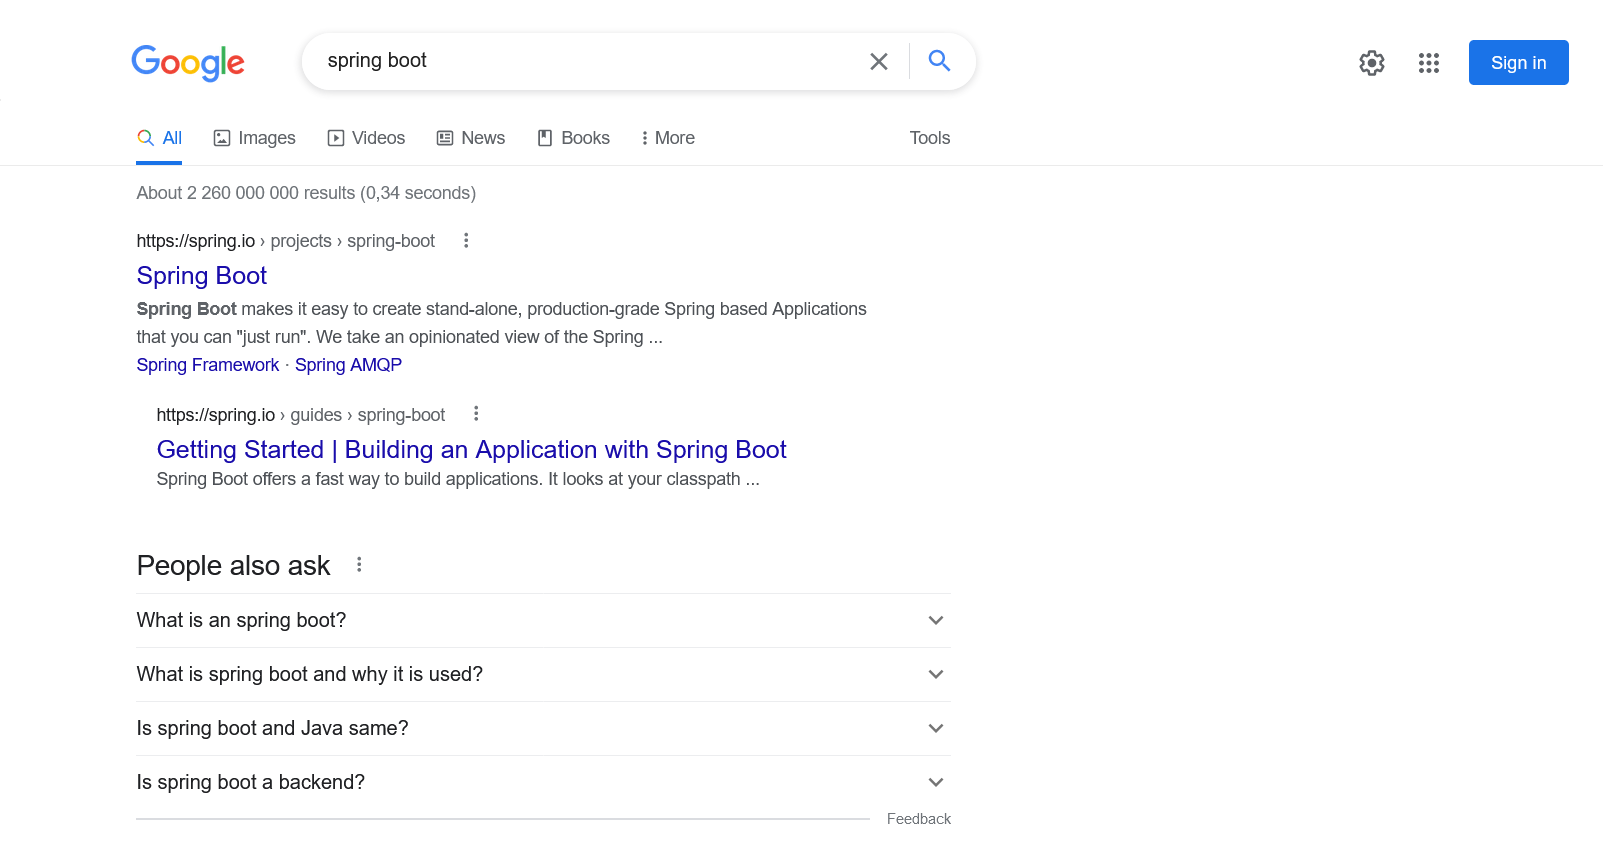 Google
spring boot
Sign in
All Images Videos News Books More Tools
About 2 260 000 000 results (0,34 seconds)
https://spring.io › projects › spring-boot
Spring Boot
Spring Boot makes it easy to create stand-alone, production-grade Spring based Applications
that you can "just run". We take an opinionated view of the Spring ...
Spring Framework · Spring AMQP
https://spring.io › guides › spring-boot
Getting Started | Building an Application with Spring Boot
Spring Boot offers a fast way to build applications. It looks at your classpath ...
People also ask
What is an spring boot?
What is spring boot and why it is used?
Is spring boot and Java same?
Is spring boot a backend?
Feedback